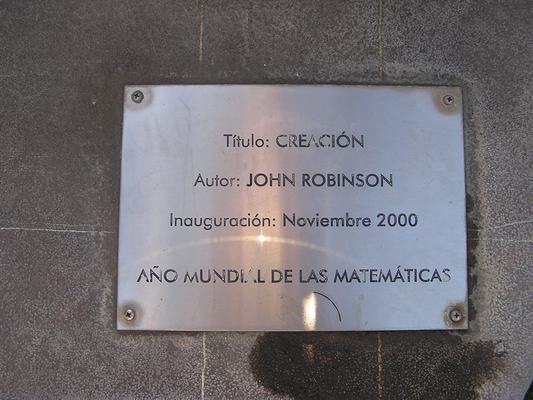 Título: CREACIÓN
Autor: JOHN ROBINSON
Inauguración: Noviembre 2000
AÑO MUNDIAL DE LAS MATEMÁTICAS